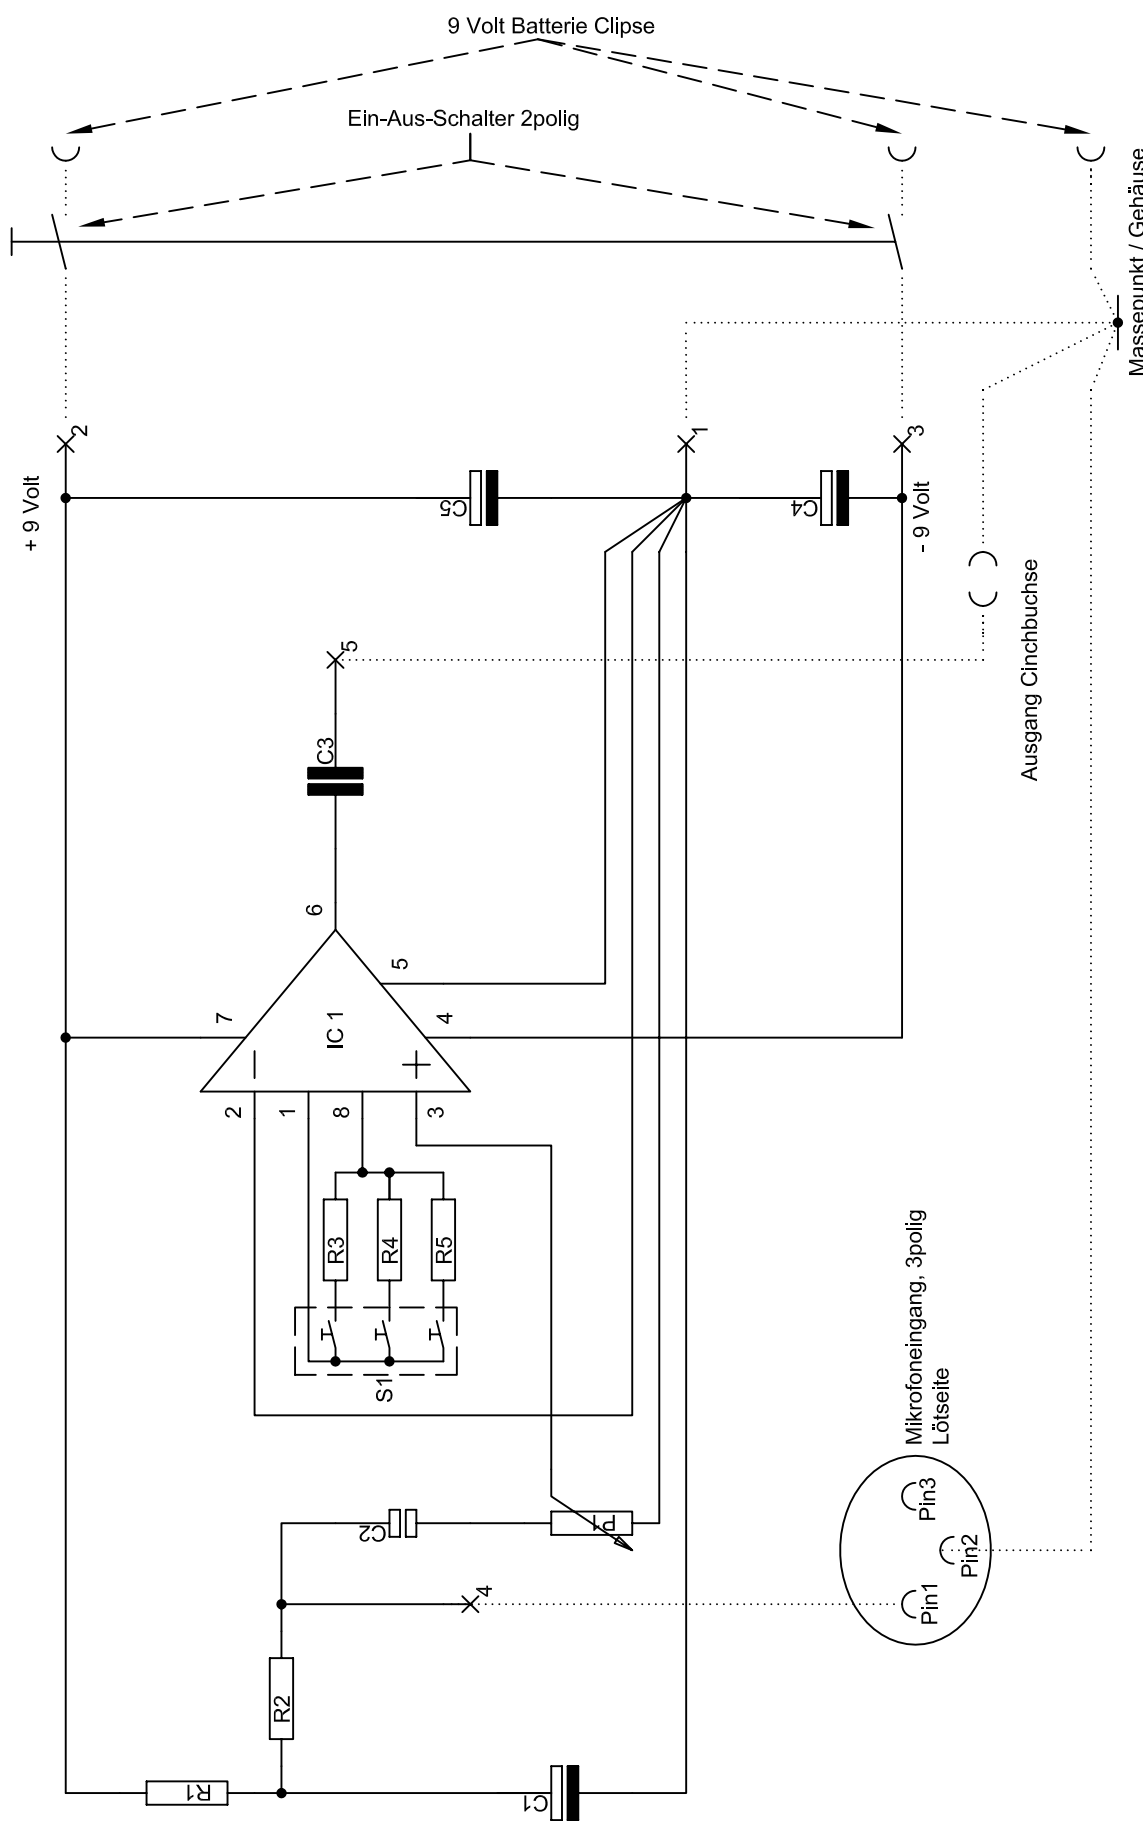 9 Volt Batterie Clipse
Ein-Aus-Schalter 2polig
Massepunkt / Gehäuse
2
1
3
+ 9 Volt
C5
C4
- 9 Volt
5
Ausgang Cinchbuchse
C3
6
5
7
IC 1
4
2
1
8
3
R3
R4
R5
S1
Mikrofoneingang, 3polig
Lötseite
Pin3
Pin2
Pin1
C2
P1
4
R2
R1
C1